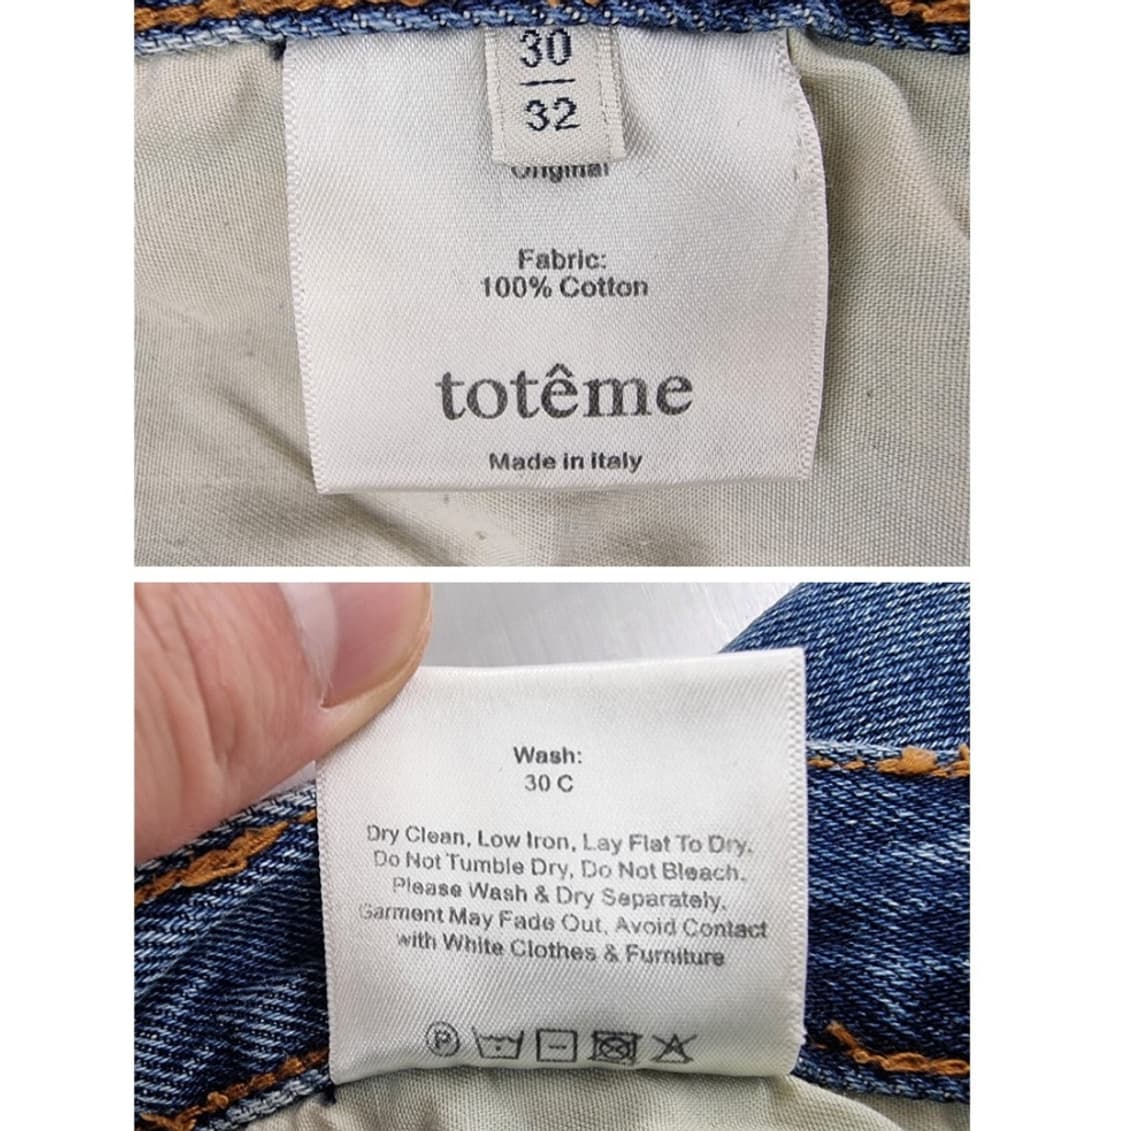 30
32
Original
Fabric:
100% Cotton
totême
Made in Italy
Wash:
30 C
Dry Clean, Low Iron, Lay Flat To Dry.
Do Not Tumble Dry, Do Not Bleach.
Please Wash & Dry Separately.
Garment May Fade Out, Avoid Contact
with White Clothes & Furniture
P